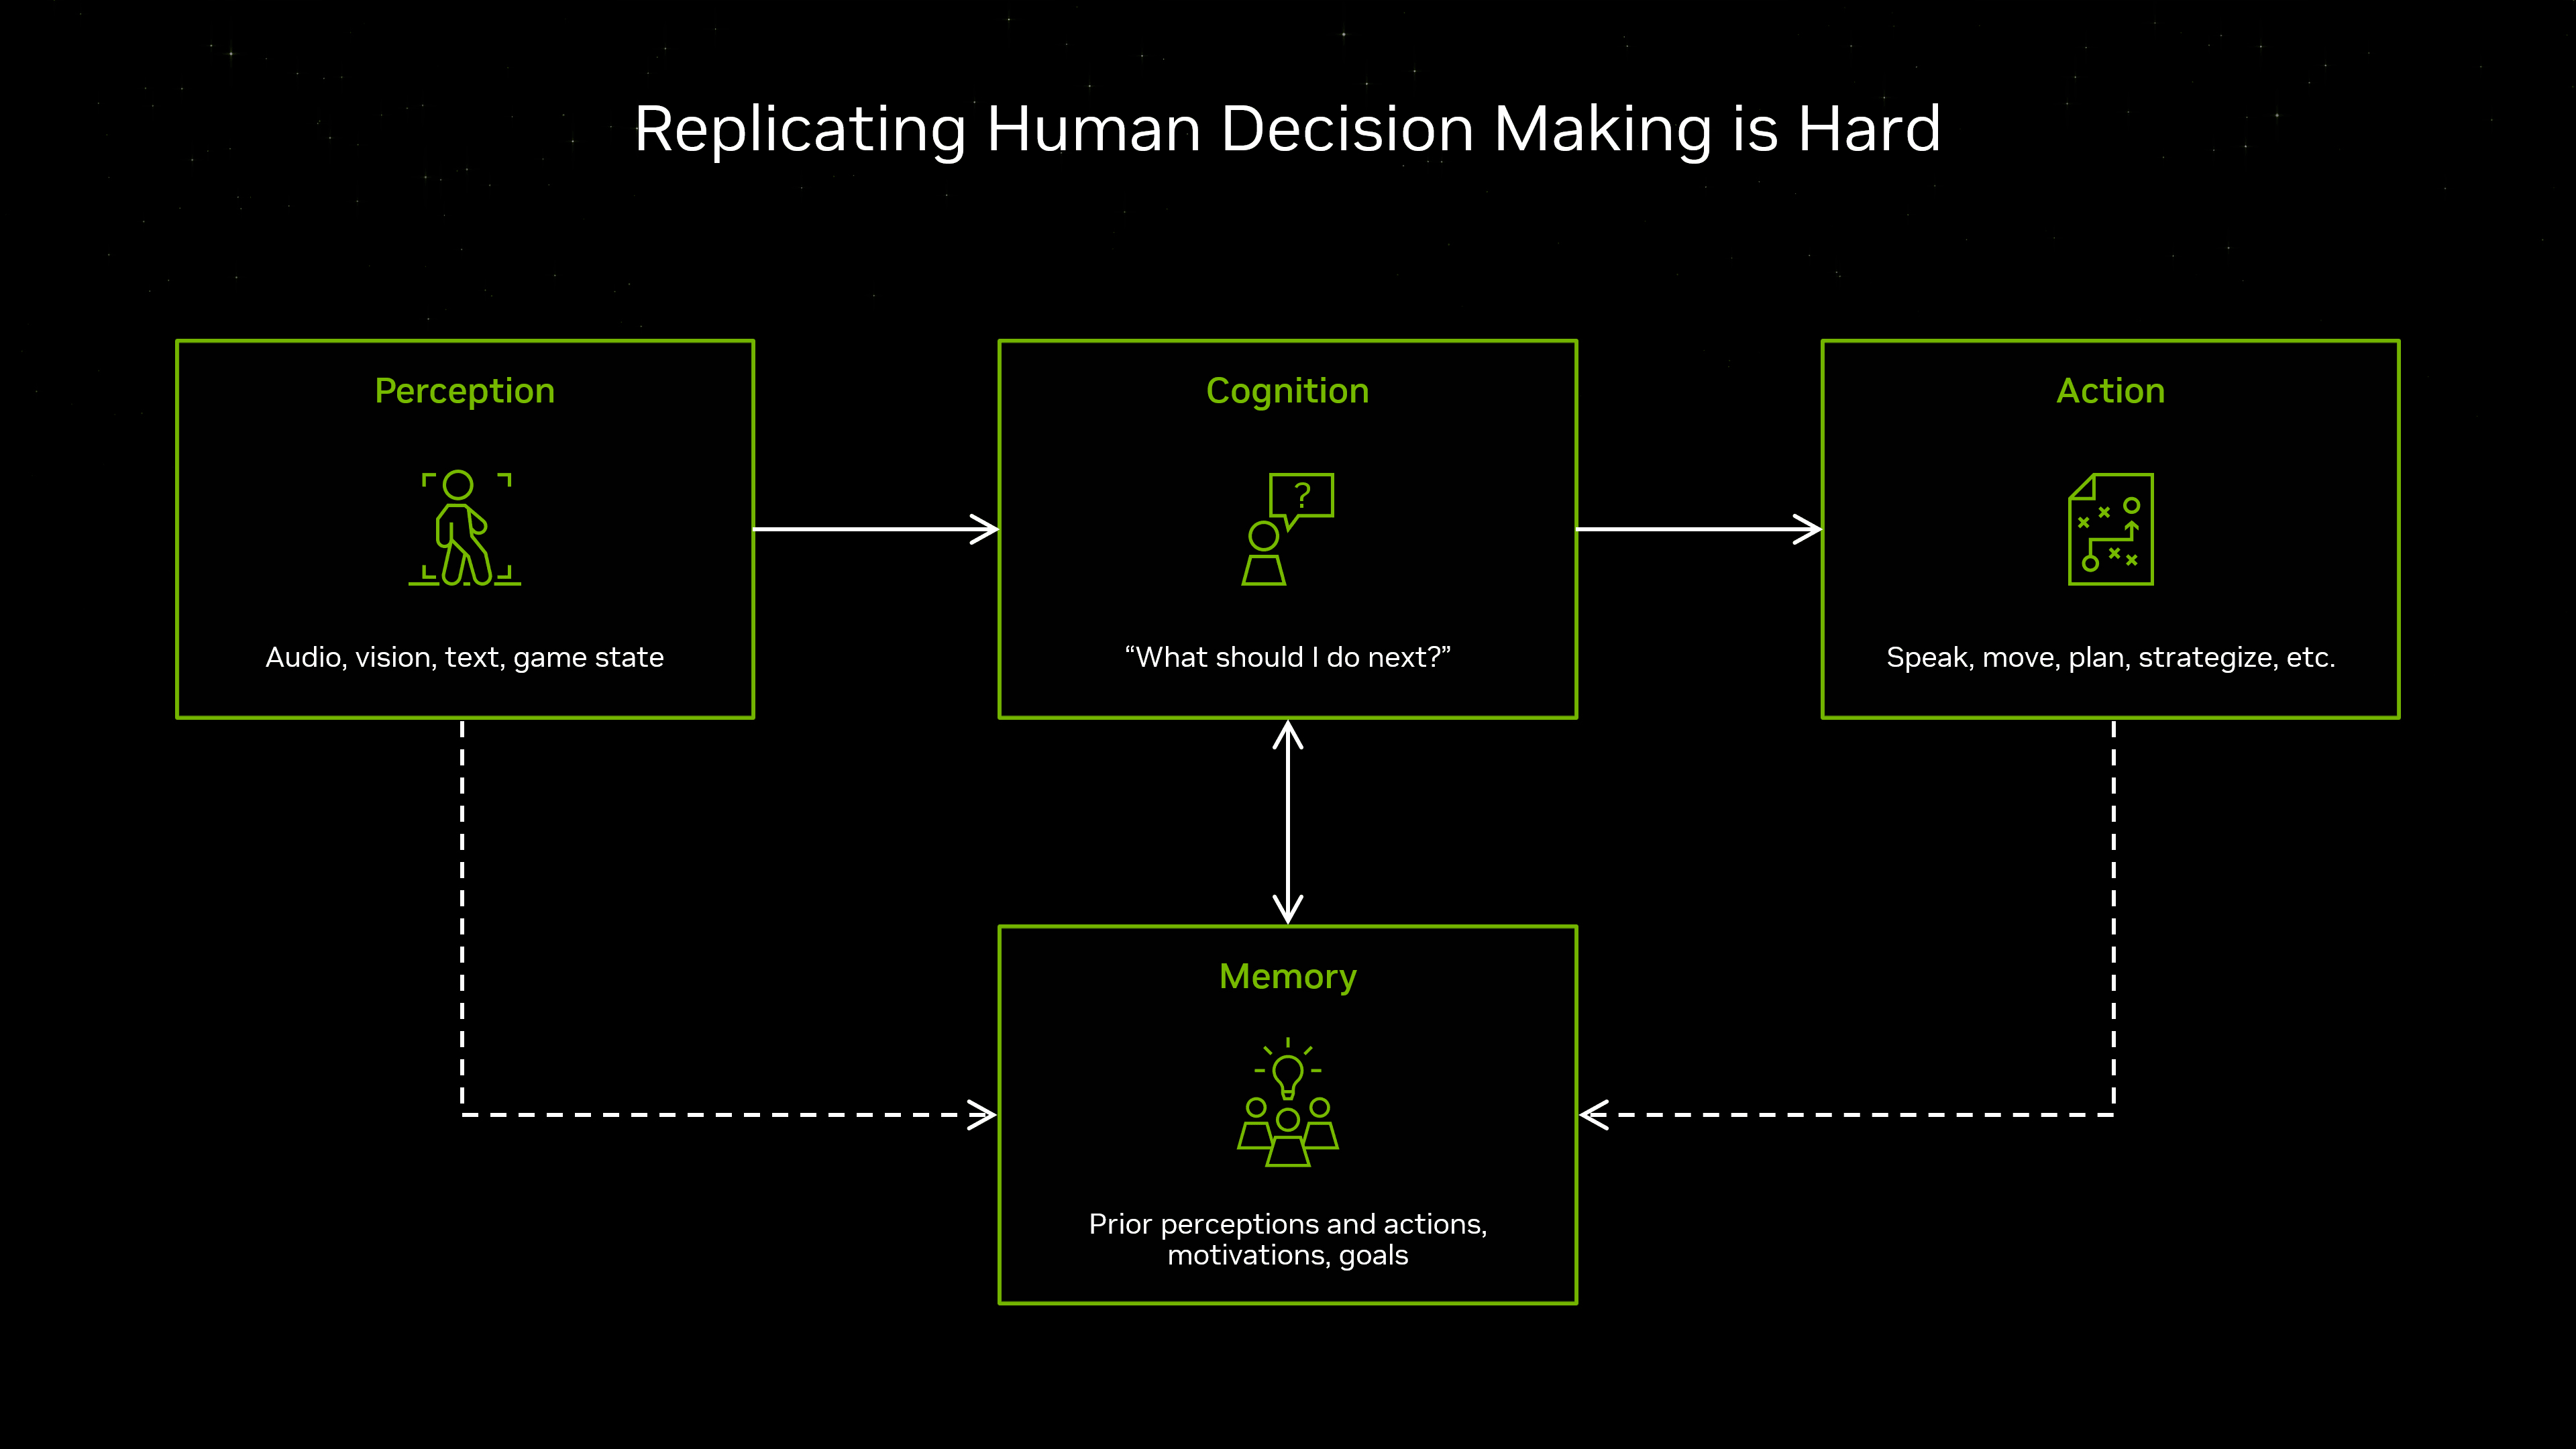 Replicating Human Decision Making is Hard
Perception
Audio, vision, text, game state
Cognition
?
“What should I do next?”
Action
Speak, move, plan, strategize, etc.
Memory
Prior perceptions and actions,
motivations, goals